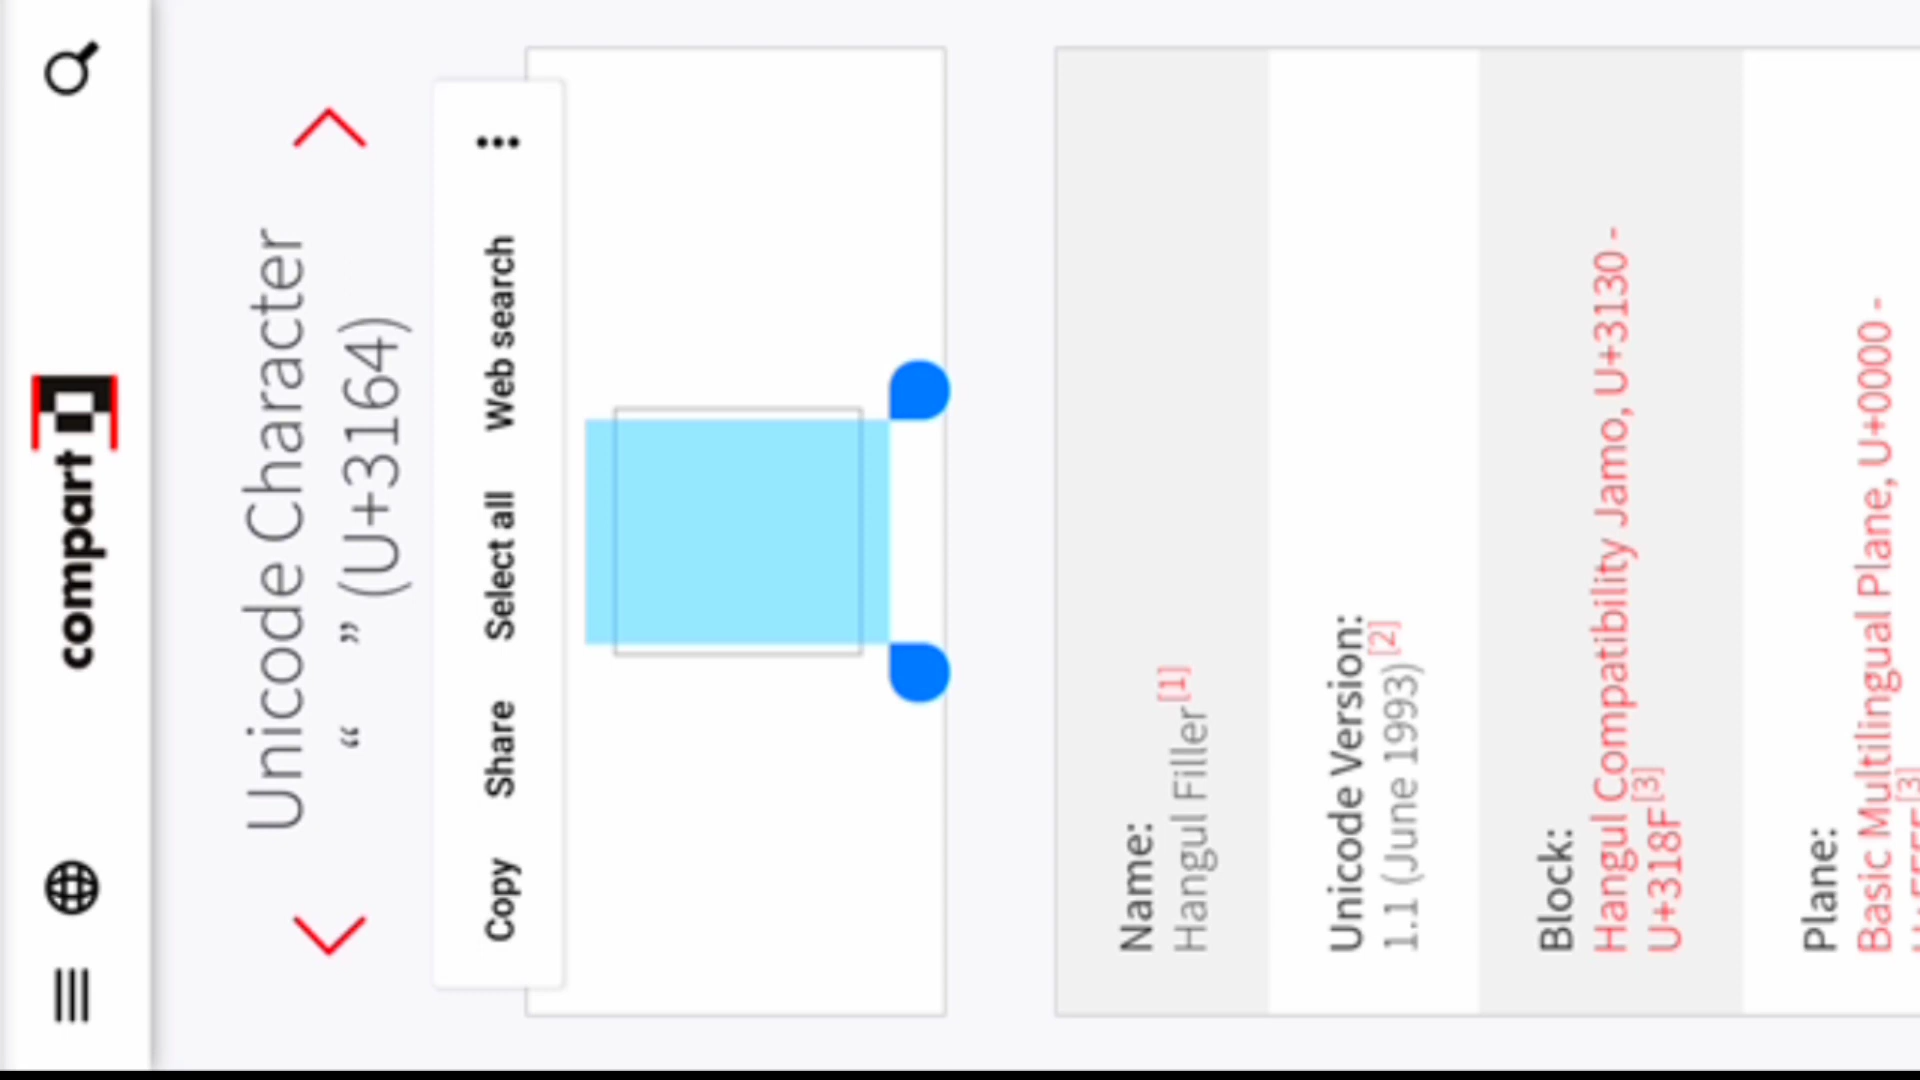 compart
Unicode Character
“ㅤ” (U+3164)
Copy Share Select all Web search
Name:
Hangul Filler[1]
Unicode Version:
1.1 (June 1993)[2]
Block:
Hangul Compatibility Jamo, U+3130 -
U+318F[3]
Plane:
Basic Multilingual Plane, U+0000 -